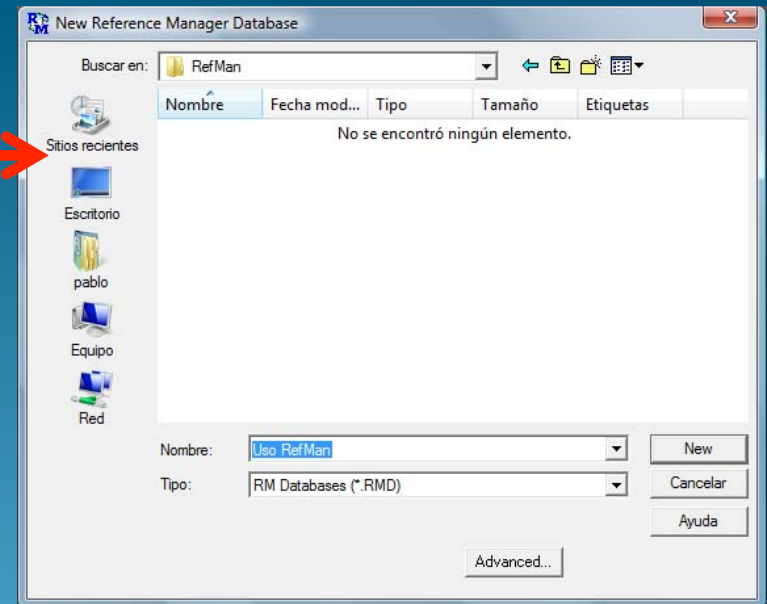 RM New Reference Manager Database
Buscar en: RefMan
Nombre Fecha mod... Tipo Tamaño Etiquetas
No se encontró ningún elemento.
Sitios recientes
Escritorio
pablo
Equipo
Red
Nombre: Uso RefMan New
Tipo: RM Databases (*.RMD) Cancelar
Ayuda
Advanced...